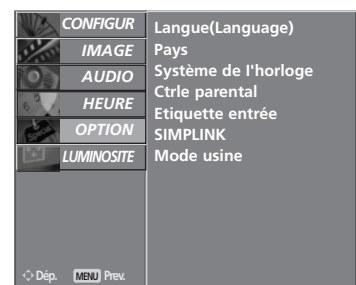 CONFIGUR
IMAGE
AUDIO
HEURE
OPTION
LUMINOSITE
Langue(Language)
Pays
Système de l'horloge
Ctrle parental
Etiquette entrée
SIMPLINK
Mode usine
Dép. MENU Prev.